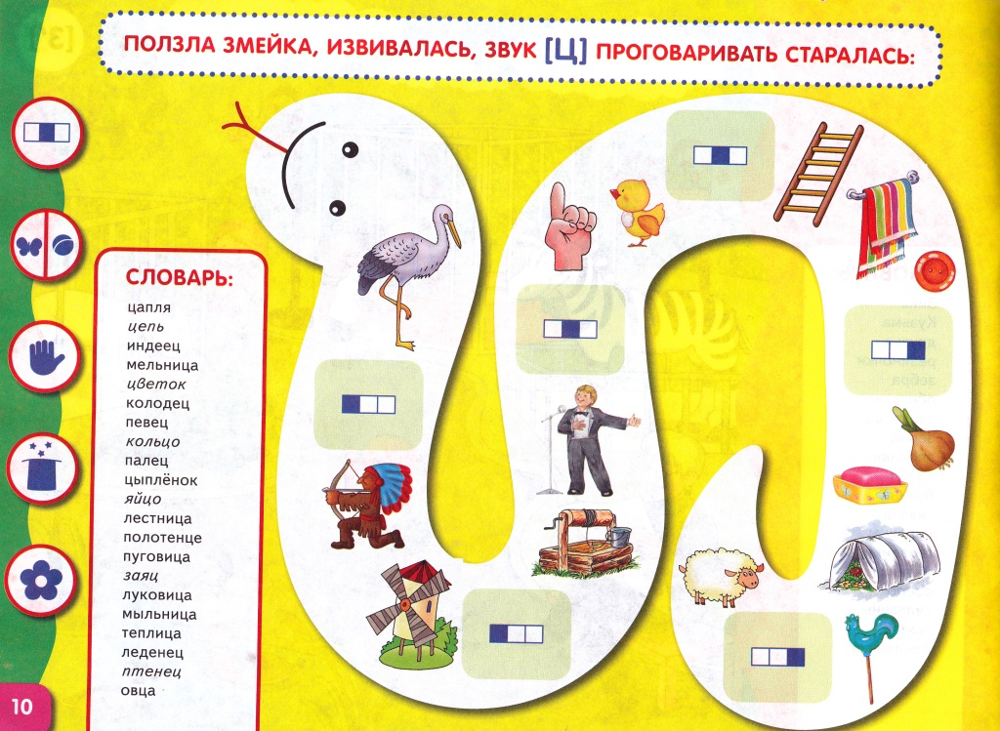 ПОЛЗЛА ЗМЕЙКА, ИЗВИВАЛАСЬ, ЗВУК [Ц] ПРОГОВАРИВАТЬ СТАРАЛАСЬ:
СЛОВАРЬ:
цапля
цепь
индеец
мельница
цветок
колодец
певец
кольцо
палец
цыплёнок
яйцо
лестница
полотенце
пуговица
заяц
луковица
мыльница
теплица
леденец
птенец
овца
10